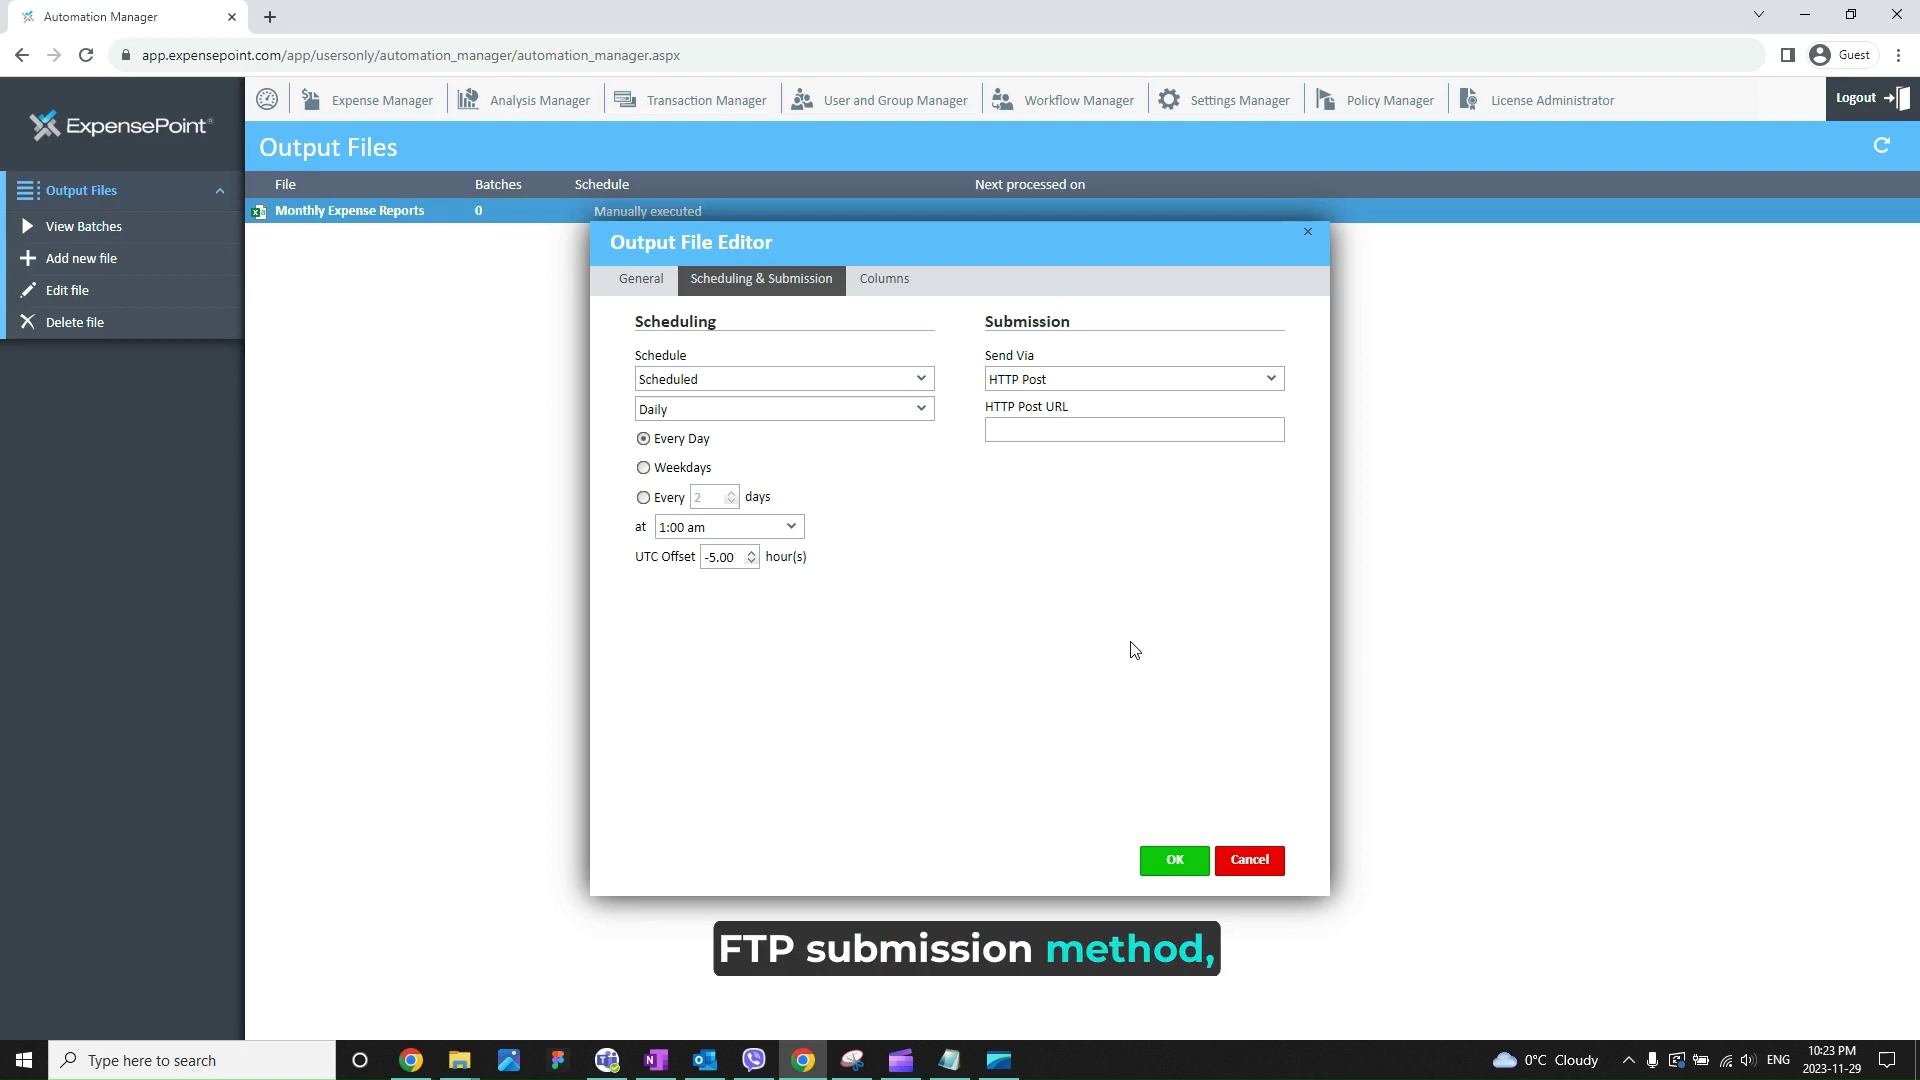 Automation Manager
app.expensepoint.com/app/usersonly/automation_manager/automation_manager.aspx
Guest
ExpensePoint®
Expense Manager
Analysis Manager
Transaction Manager
User and Group Manager
Workflow Manager
Settings Manager
Policy Manager
License Administrator
Logout
Output Files
Output Files
View Batches
Add new file
Edit file
Delete file
File Batches Schedule Next processed on
Monthly Expense Reports 0 Manually executed
Output File Editor
General Scheduling & Submission Columns
Scheduling
Schedule
Scheduled
Daily
Every Day
Weekdays
Every 2 days
at 1:00 am
UTC Offset -5.00 hour(s)
Submission
Send Via
HTTP Post
HTTP Post URL
OK Cancel
FTP submission method,
Type here to search
0°C Cloudy
ENG
10:23 PM
2023-11-29